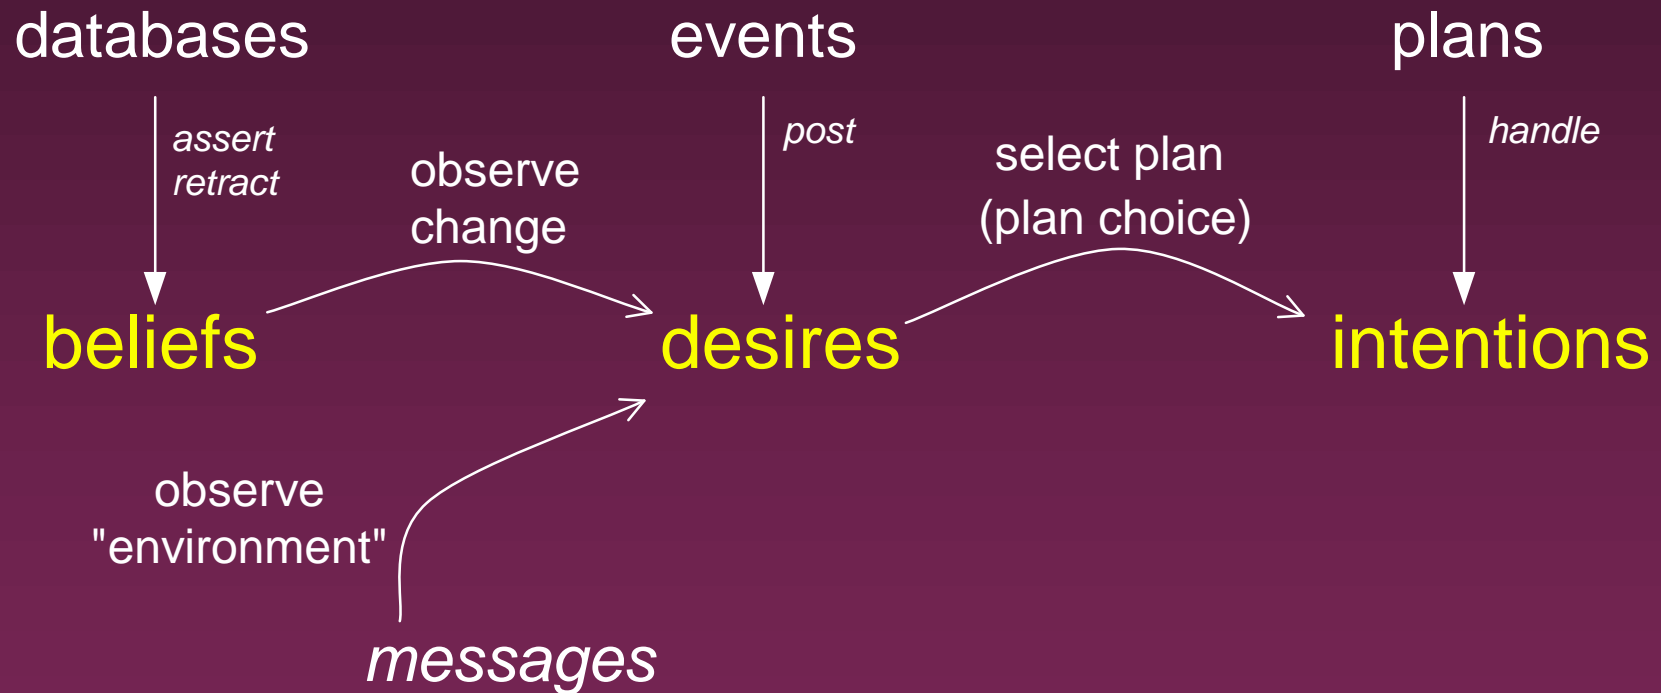 databases
events
plans
assert
retract
post
handle
observe
change
select plan
(plan choice)
beliefs
desires
intentions
observe
"environment"
messages